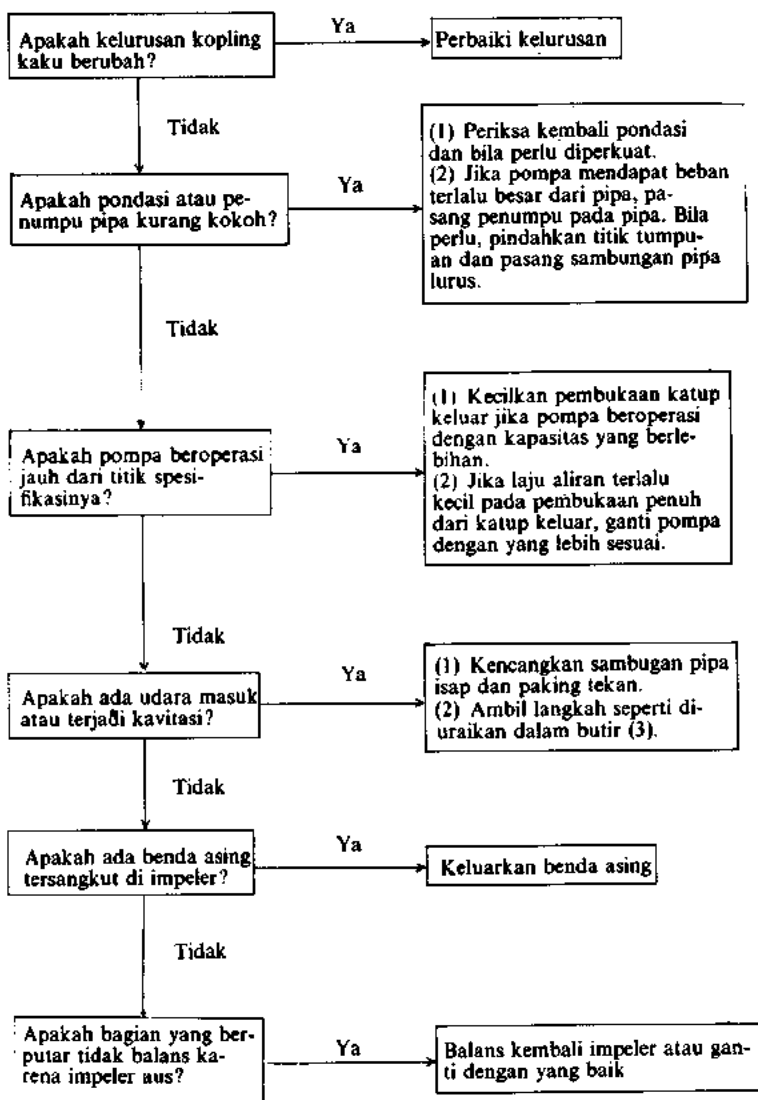 Apakah kelurusan kopling
kaku berubah?
Ya
Perbaiki kelurusan
Tidak
Apakah pondasi atau pe-
numpu pipa kurang kokoh?
Ya
(1) Periksa kembali pondasi
dan bila perlu diperkuat.
(2) Jika pompa mendapat beban
terlalu besar dari pipa, pa-
sang penumpu pada pipa. Bila
perlu, pindahkan titik tumpu-
an dan pasang sambungan pipa
lurus.
Tidak
Apakah pompa beroperasi
jauh dari titik spesi-
fikasinya?
Ya
(1) Kecilkan pembukaan katup
keluar jika pompa beroperasi
dengan kapasitas yang berle-
bihan.
(2) Jika laju aliran terlalu
kecil pada pembukaan penuh
dari katup keluar, ganti pompa
dengan yang lebih sesuai.
Tidak
Apakah ada udara masuk
atau terjadi kavitasi?
Ya
(1) Kencangkan sambugan pipa
isap dan paking tekan.
(2) Ambil langkah seperti di-
uraikan dalam butir (3).
Tidak
Apakah ada benda asing
tersangkut di impeler?
Ya
Keluarkan benda asing
Tidak
Apakah bagian yang ber-
putar tidak balans ka-
rena impeler aus?
Ya
Balans kembali impeler atau gan-
ti dengan yang baik